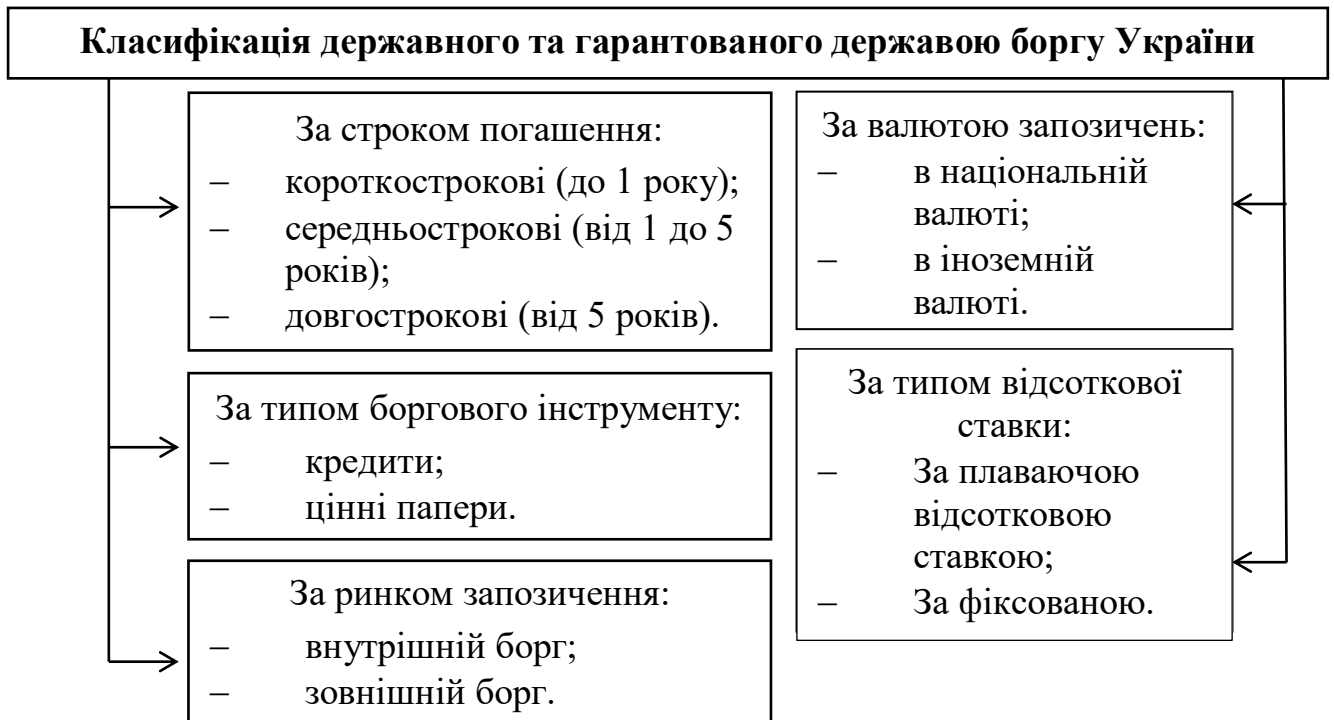 Класифікація державного та гарантованого державою боргу України
За строком погашення:
– короткострокові (до 1 року);
– середньострокові (від 1 до 5
років);
– довгострокові (від 5 років).
За типом боргового інструменту:
– кредити;
– цінні папери.
За ринком запозичення:
– внутрішній борг;
– зовнішній борг.
За валютою запозичень:
– в національній
валюті;
– в іноземній
валюті.
За типом відсоткової
ставки:
– За плаваючою
відсотковою
ставкою;
– За фіксованою.